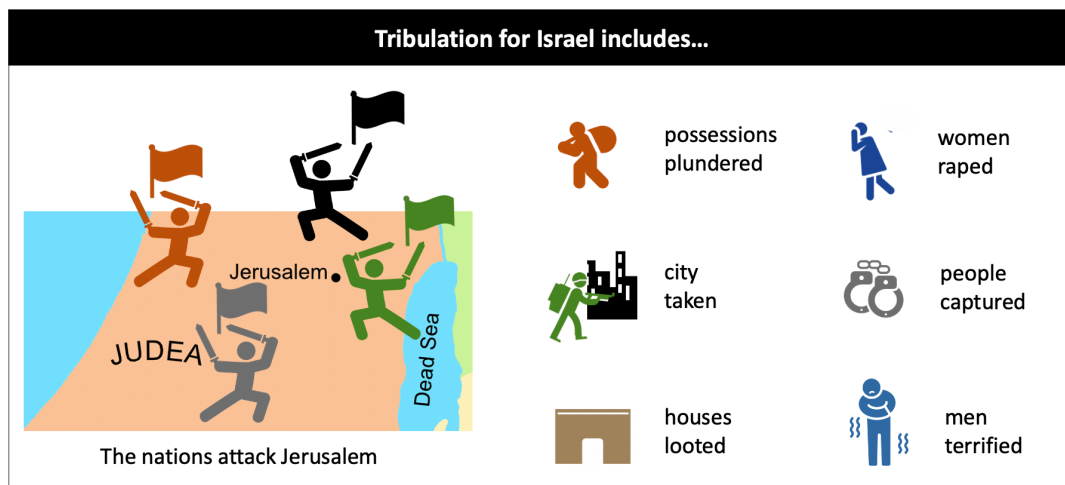 Tribulation for Israel includes…
Jerusalem
JUDEA
Dead Sea
The nations attack Jerusalem
possessions
plundered
women
raped
city
taken
people
captured
houses
looted
men
terrified